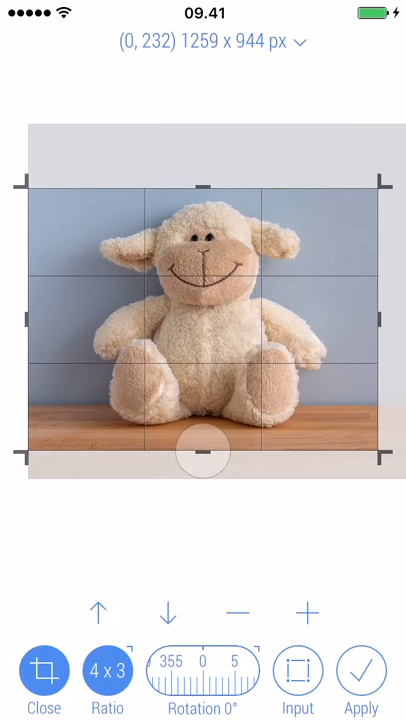 09.41
(0, 232) 1259 x 944 px
4 x 3
355 0 5
Close Ratio Rotation 0° Input Apply